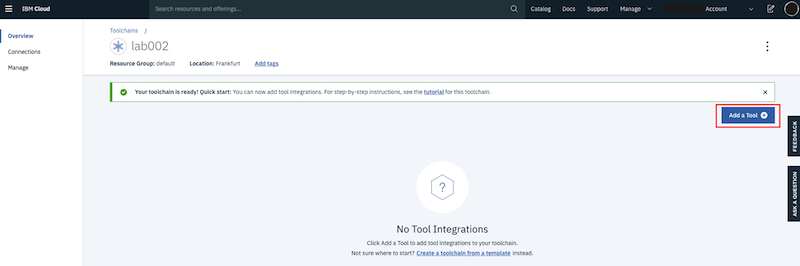 IBM Cloud
Search resources and offerings...
Catalog Docs Support Manage Account
Overview
Connections
Manage
Toolchains /
lab002
Resource Group: default Location: Frankfurt Add tags
Your toolchain is ready! Quick start: You can now add tool integrations. For step-by-step instructions, see the tutorial for this toolchain.
Add a Tool
FEEDBACK
ASK A QUESTION
No Tool Integrations
Click Add a Tool to add tool integrations to your toolchain.
Not sure where to start? Create a toolchain from a template instead.